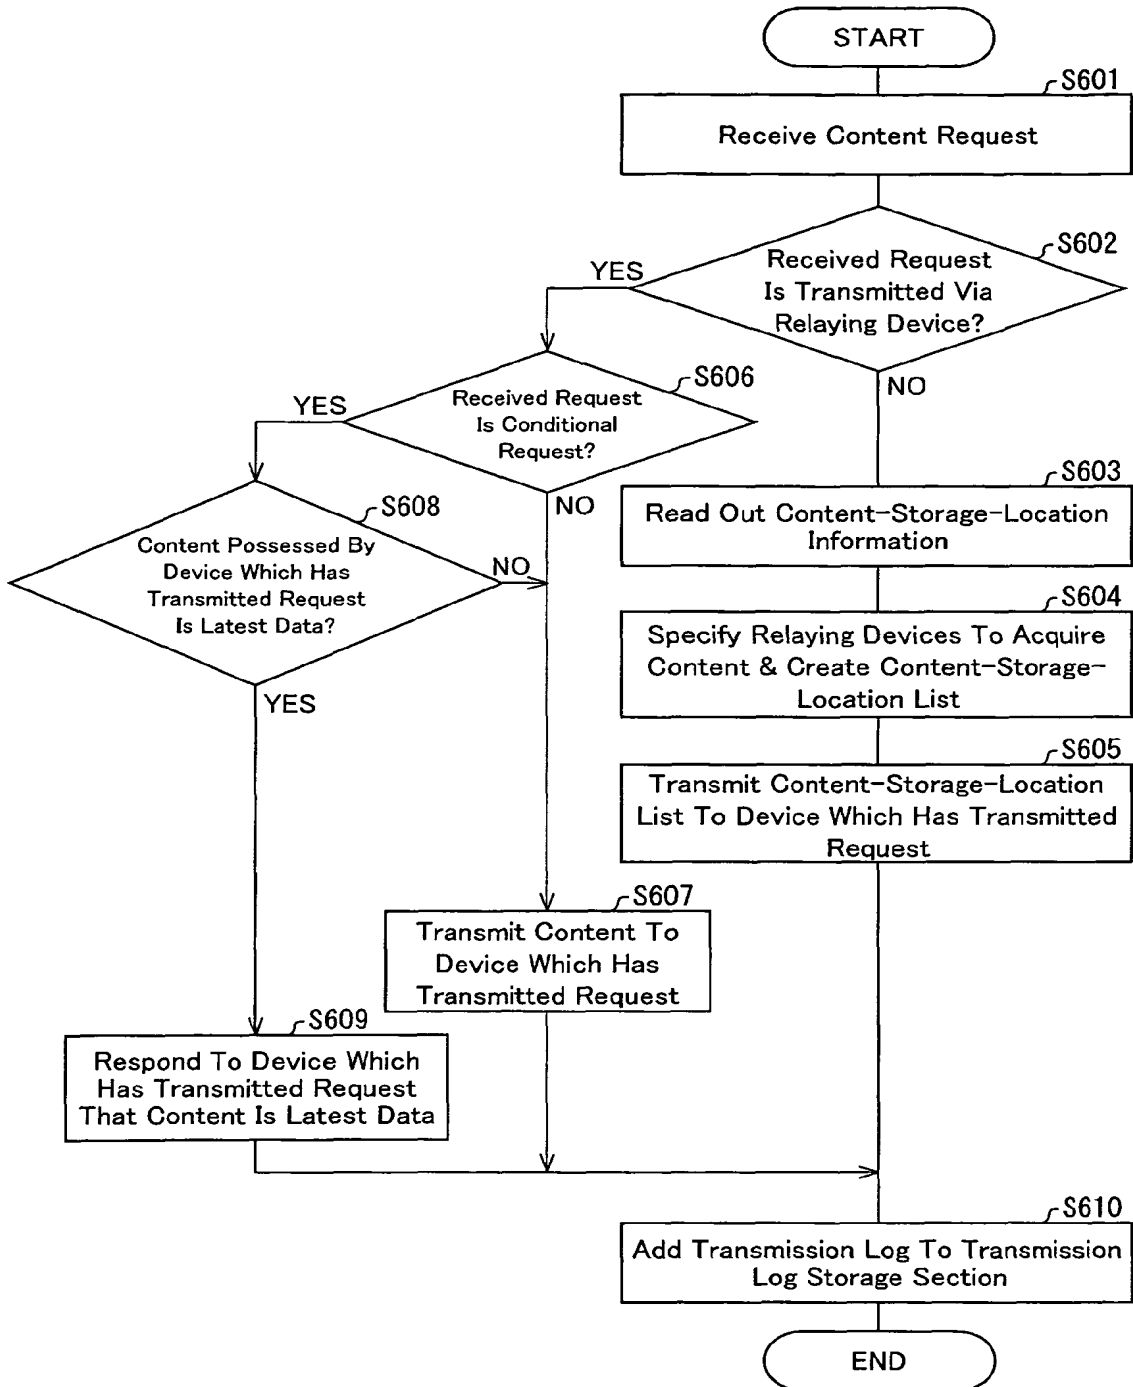 START
S601
Receive Content Request
S602
Received Request
Is Transmitted Via
Relaying Device?
YES
NO
S606
Received Request
Is Conditional
Request?
YES
NO
S608
Content Possessed By
Device Which Has
Transmitted Request
Is Latest Data?
NO
YES
S603
Read Out Content-Storage-Location
Information
S604
Specify Relaying Devices To Acquire
Content & Create Content-Storage-
Location List
S605
Transmit Content-Storage-Location
List To Device Which Has Transmitted
Request
S607
Transmit Content To
Device Which Has
Transmitted Request
S609
Respond To Device Which
Has Transmitted Request
That Content Is Latest Data
S610
Add Transmission Log To Transmission
Log Storage Section
END